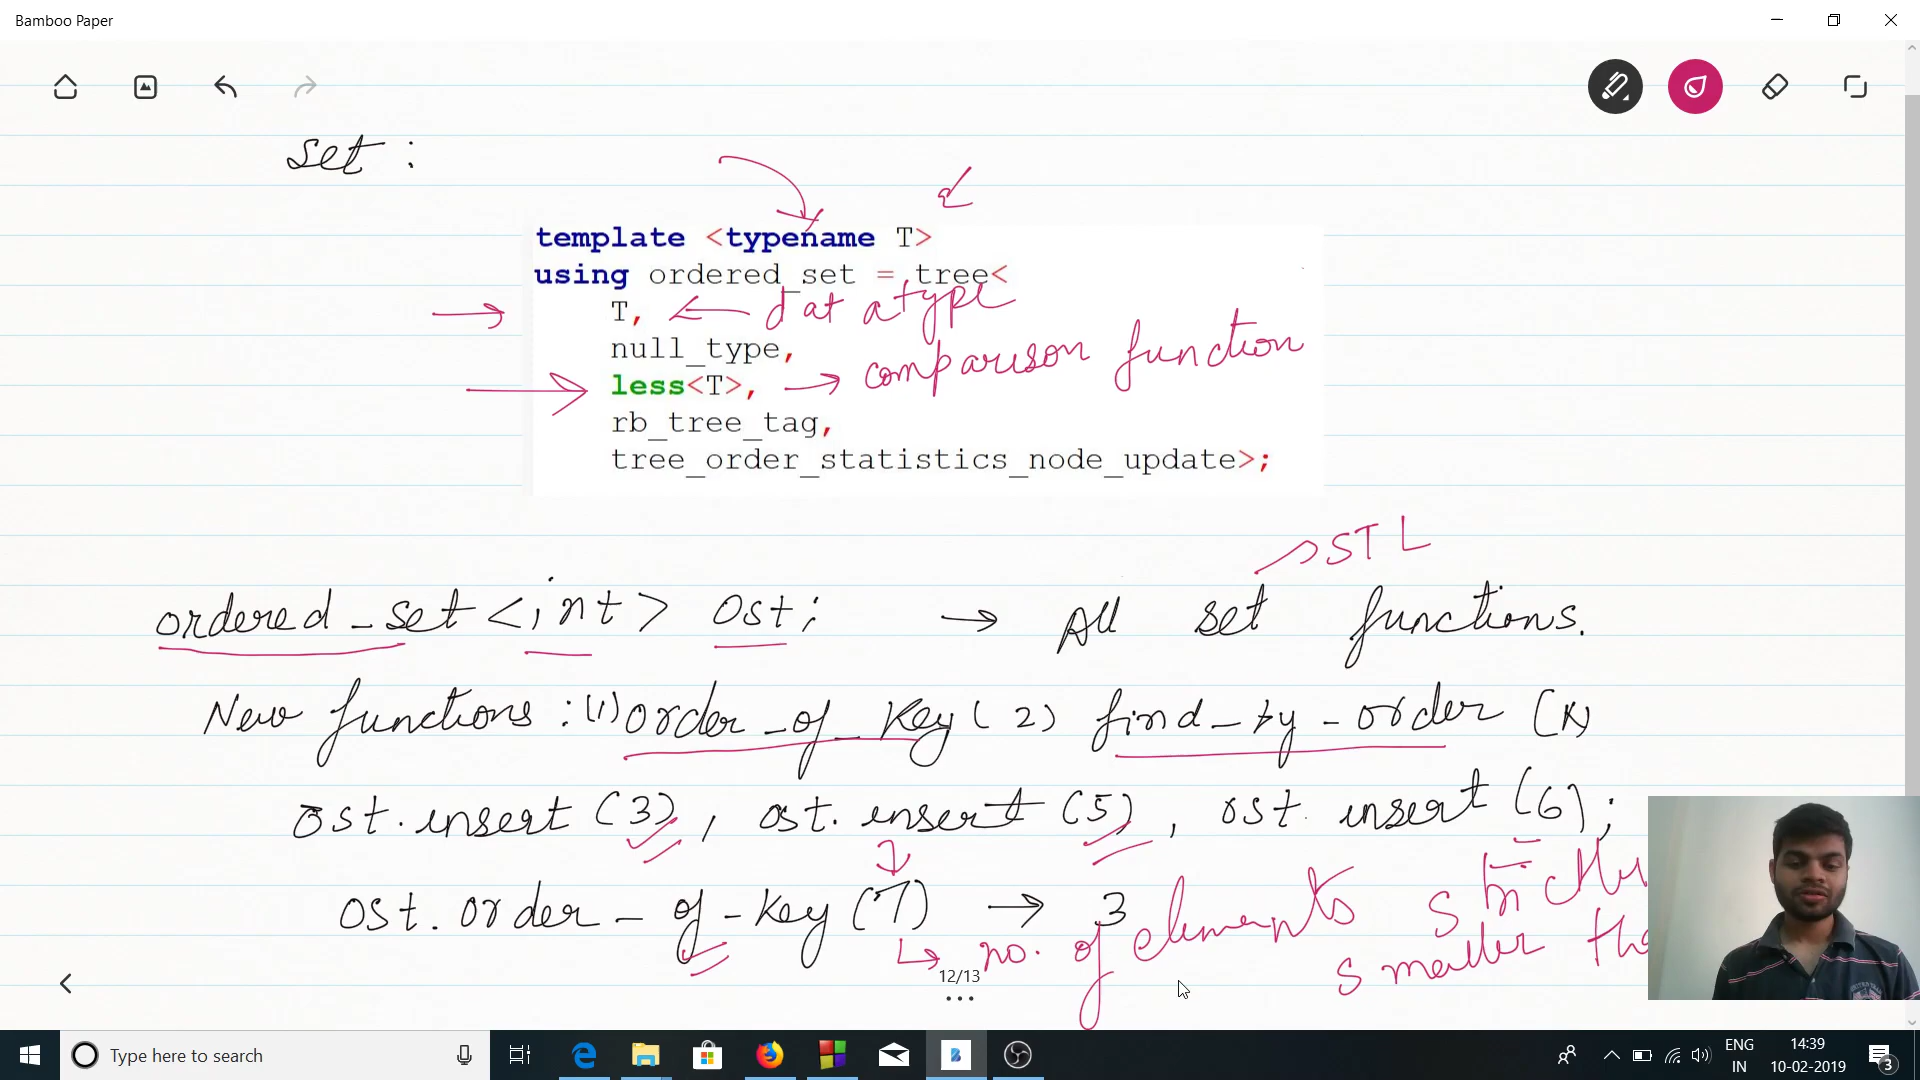 Bamboo Paper
set :
template <typename T>
using ordered_set = tree<
T, ← datatype
null_type,
less<T>, → comparison function
rb_tree_tag,
tree_order_statistics_node_update>;
STL
ordered_set <int> ost; → All set functions.
New functions : (1) order_of_key (2) find_by_order (k)
ost.insert (3), ost.insert (5), ost.insert (6);
ost.order_of_key (7) → 3
no. of elements strictly
smaller
12/13
Type here to search
ENG
IN
14:39
10-02-2019
3